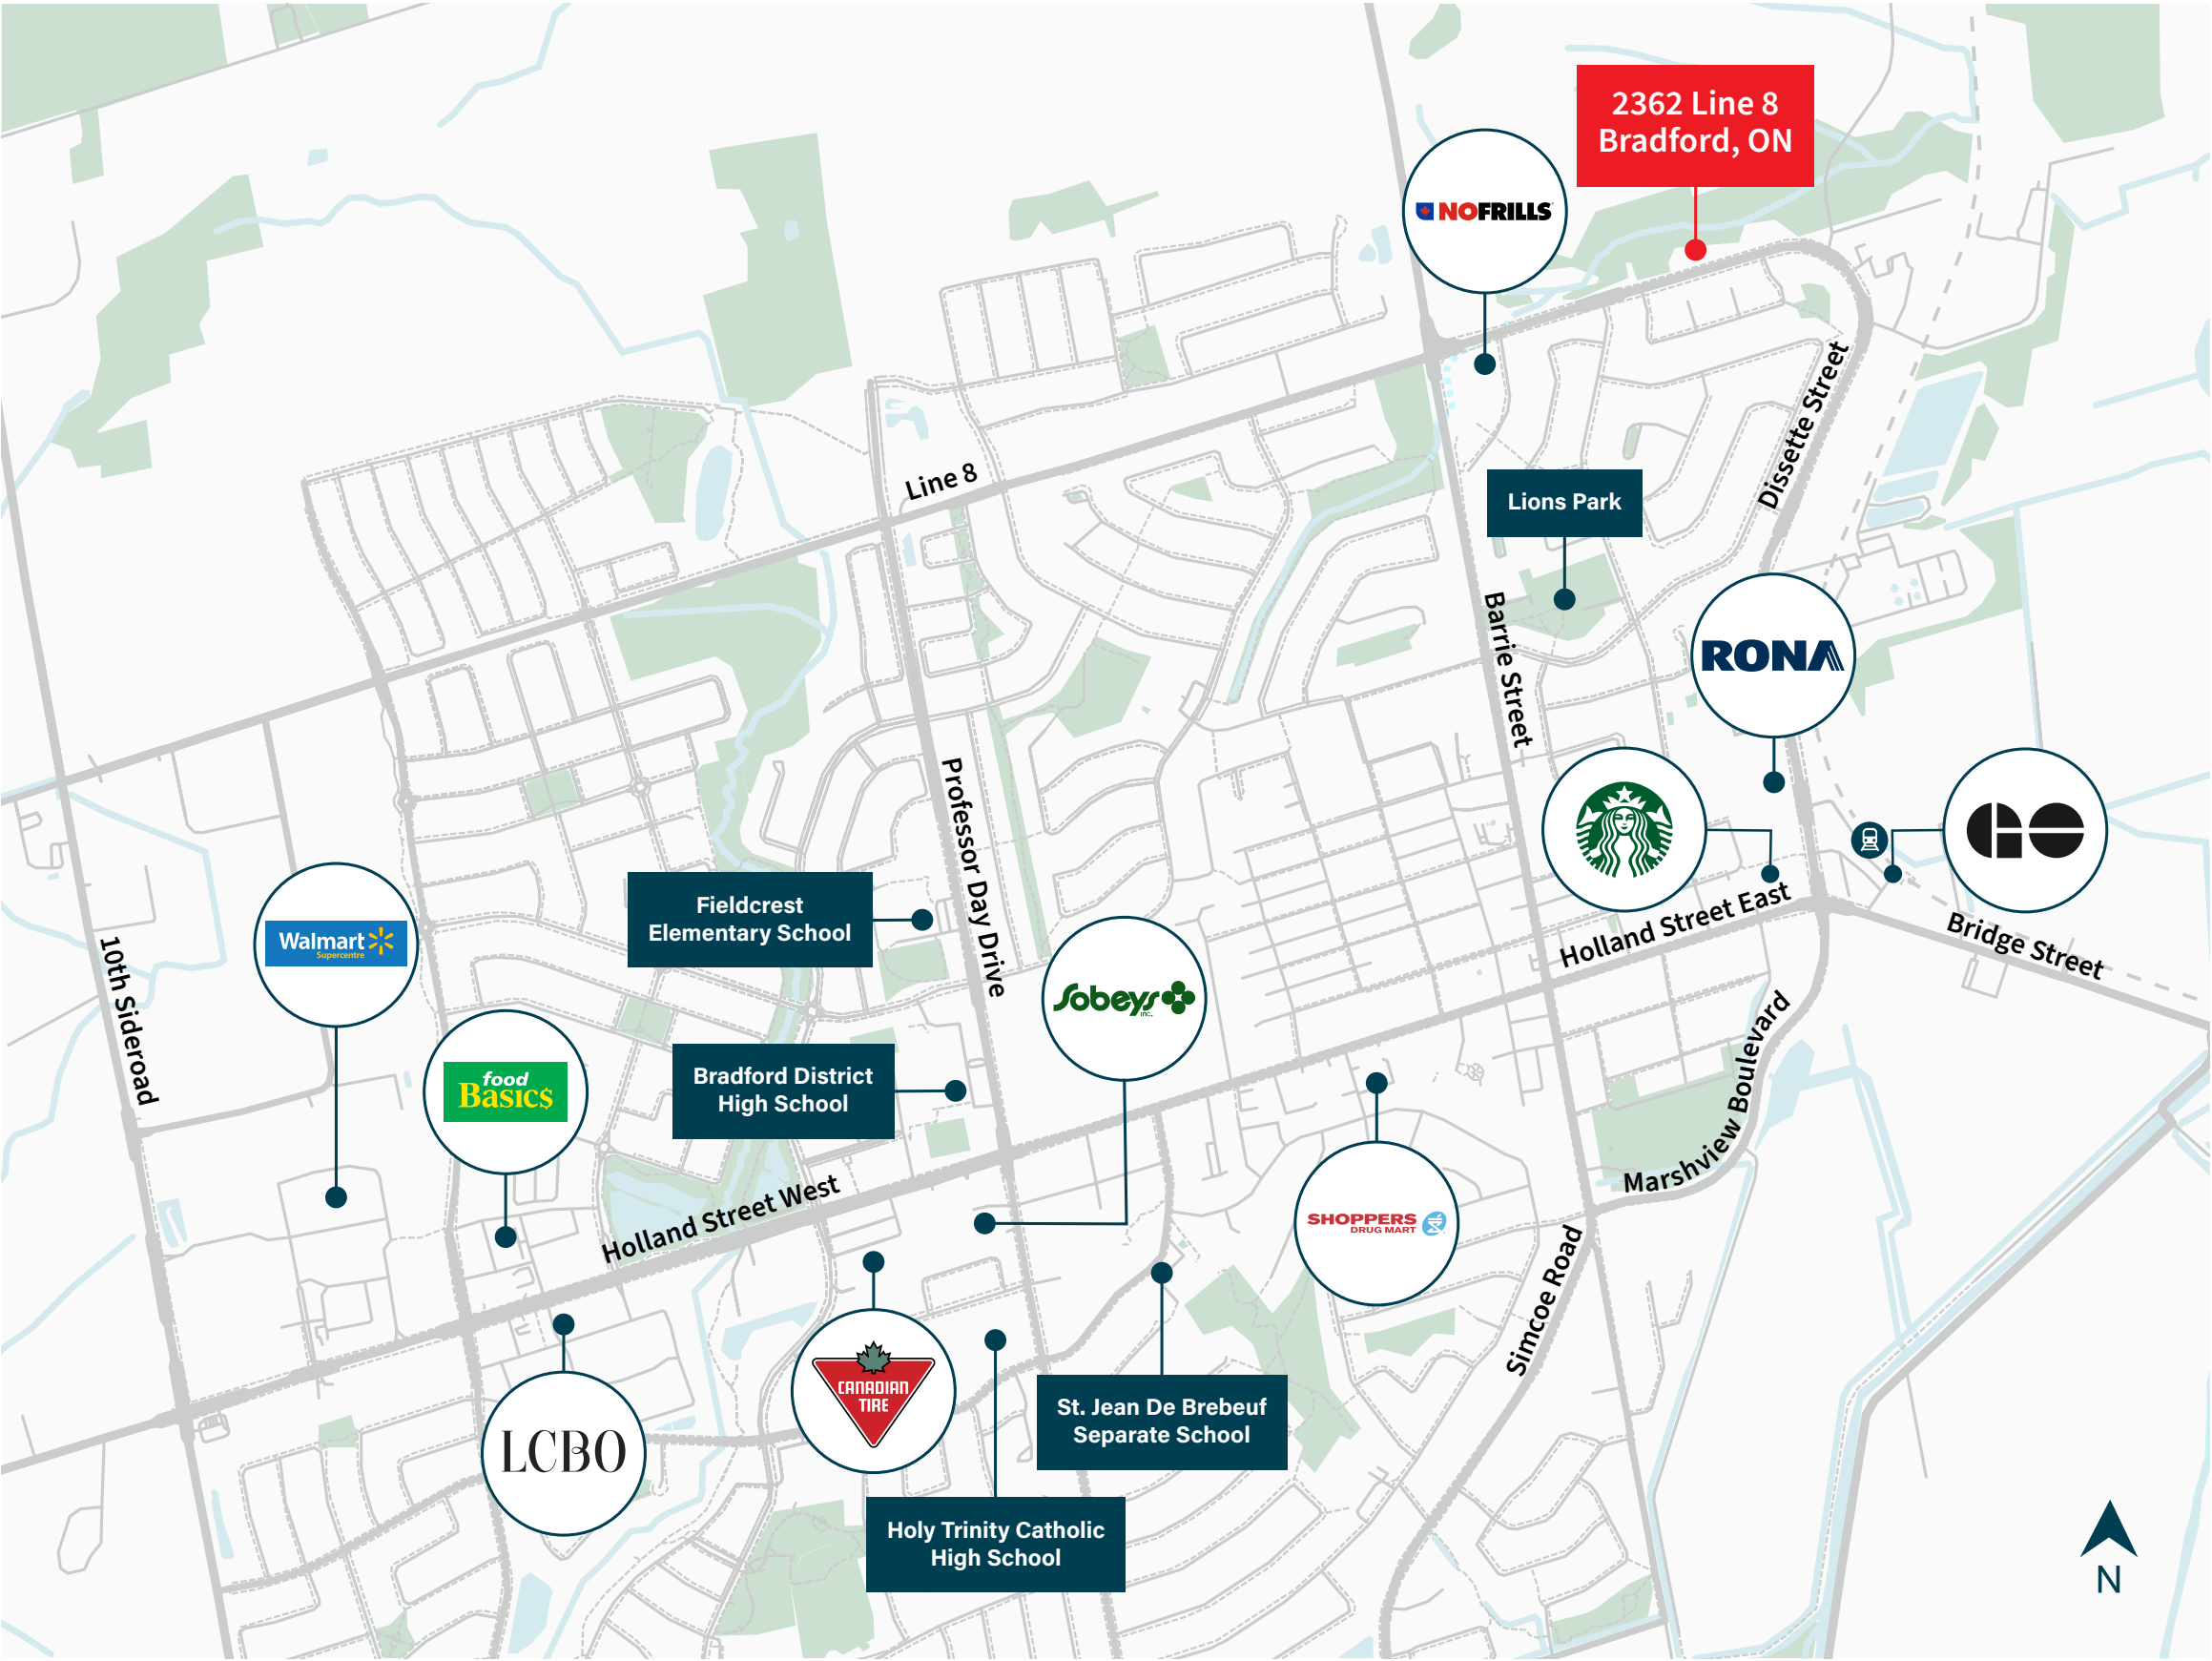 2362 Line 8
Bradford, ON
NOFRILLS
Line 8
Dissette Street
Lions Park
Barrie Street
RONA
Professor Day Drive
Fieldcrest
Elementary School
Walmart
Supercentre
10th Sideroad
Holland Street East
Bridge Street
Sobeys
INC.
food
Basic$
Bradford District
High School
Marshview Boulevard
Holland Street West
SHOPPERS
DRUG MART
Simcoe Road
CANADIAN
TIRE
St. Jean De Brebeuf
Separate School
LCBO
Holy Trinity Catholic
High School
GO
N